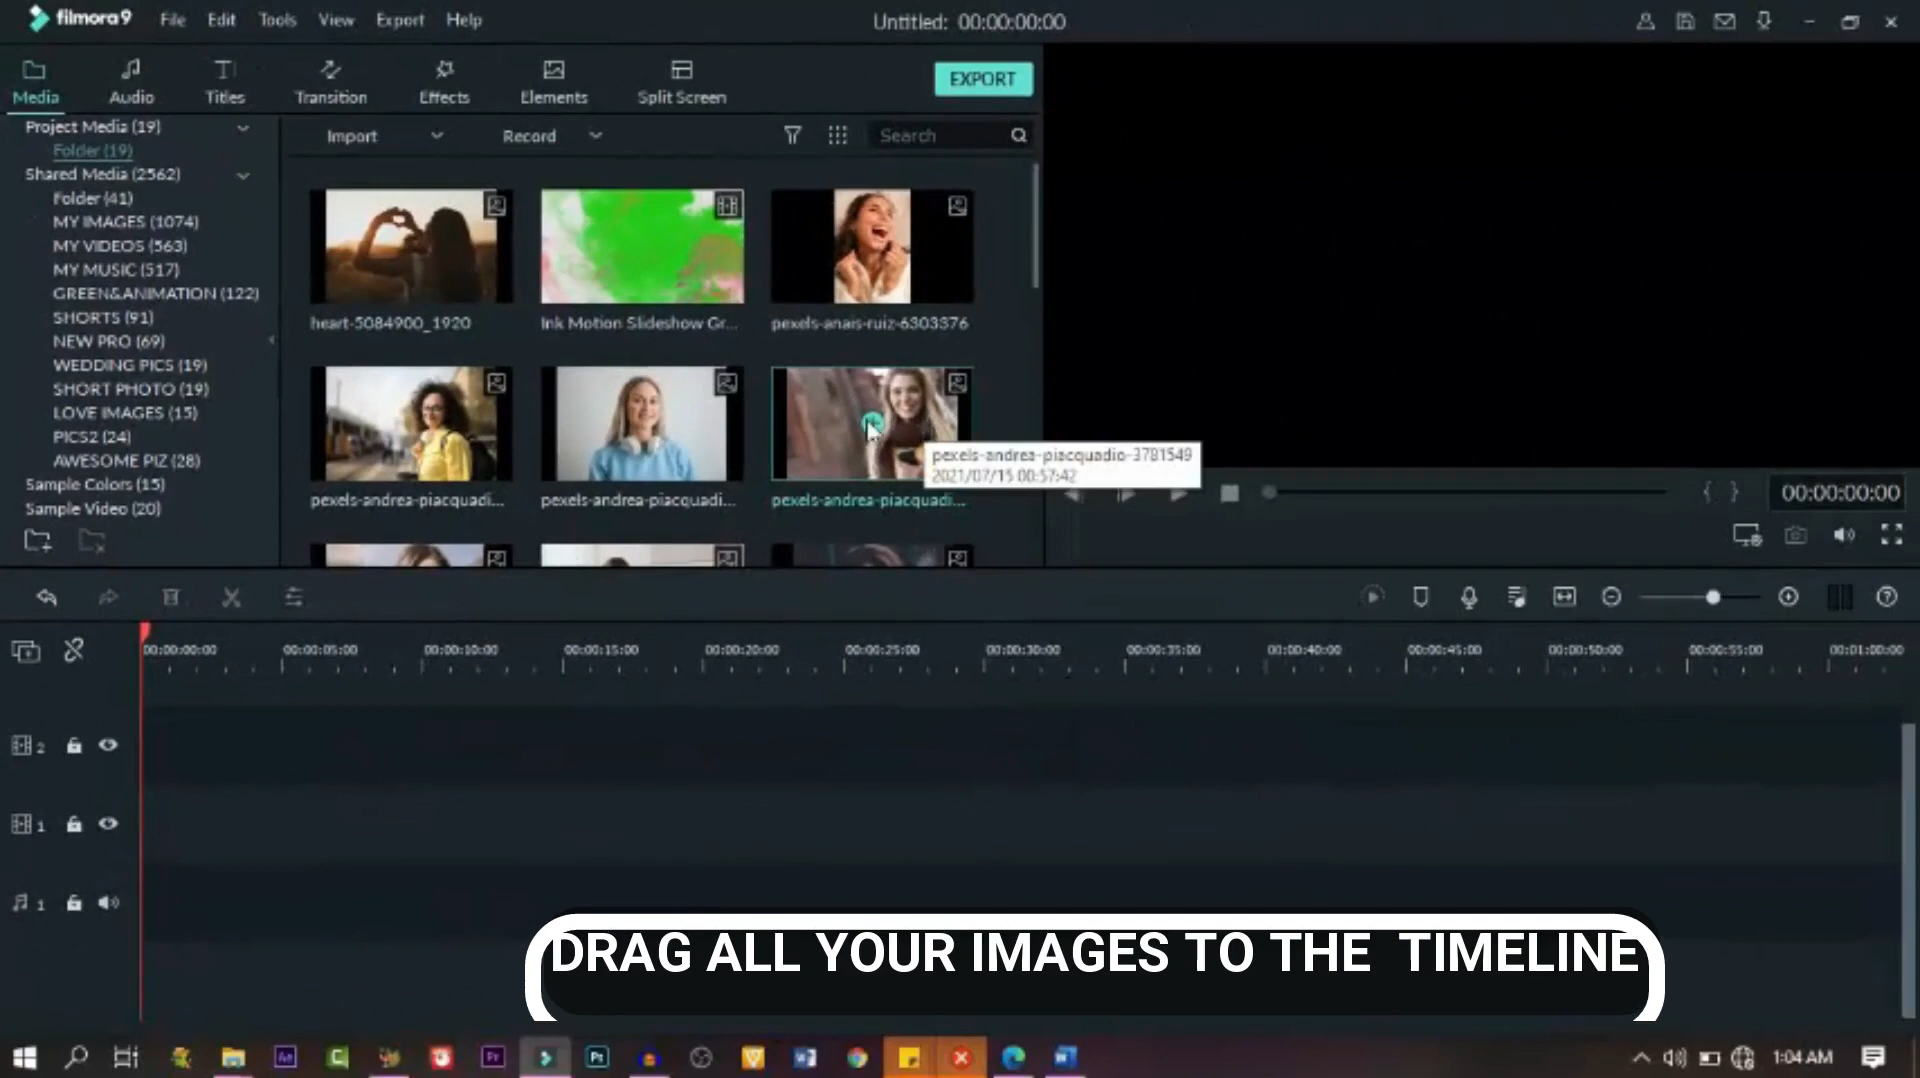 filmora9 File Edit Tools View Export Help Untitled: 00:00:00:00
Media Audio Titles Transition Effects Elements Split Screen EXPORT
Project Media (19)
Folder (19)
Shared Media (2562)
Folder (41)
MY IMAGES (1074)
MY VIDEOS (563)
MY MUSIC (517)
GREEN&ANIMATION (122)
SHORTS (91)
NEW PRO (69)
WEDDING PICS (19)
SHORT PHOTO (19)
LOVE IMAGES (15)
PICS2 (24)
AWESOME PIZ (28)
Sample Colors (15)
Sample Video (20)
Import Record Search
heart-5084900_1920 Ink Motion Slideshow Gr... pexels-anais-ruiz-6303376
pexels-andrea-piacquadio-3781549
2021/07/15 00:57:42
pexels-andrea-piacquadi... pexels-andrea-piacquadi... pexels-andrea-piacquadi...
{ } 00:00:00:00
00:00:00:00 00:00:05:00 00:00:10:00 00:00:15:00 00:00:20:00 00:00:25:00 00:00:30:00 00:00:35:00 00:00:40:00 00:00:45:00 00:00:50:00 00:00:55:00 00:01:00:00
2
1
1
DRAG ALL YOUR IMAGES TO THE TIMELINE
Ae Pr Ps 1:04 AM